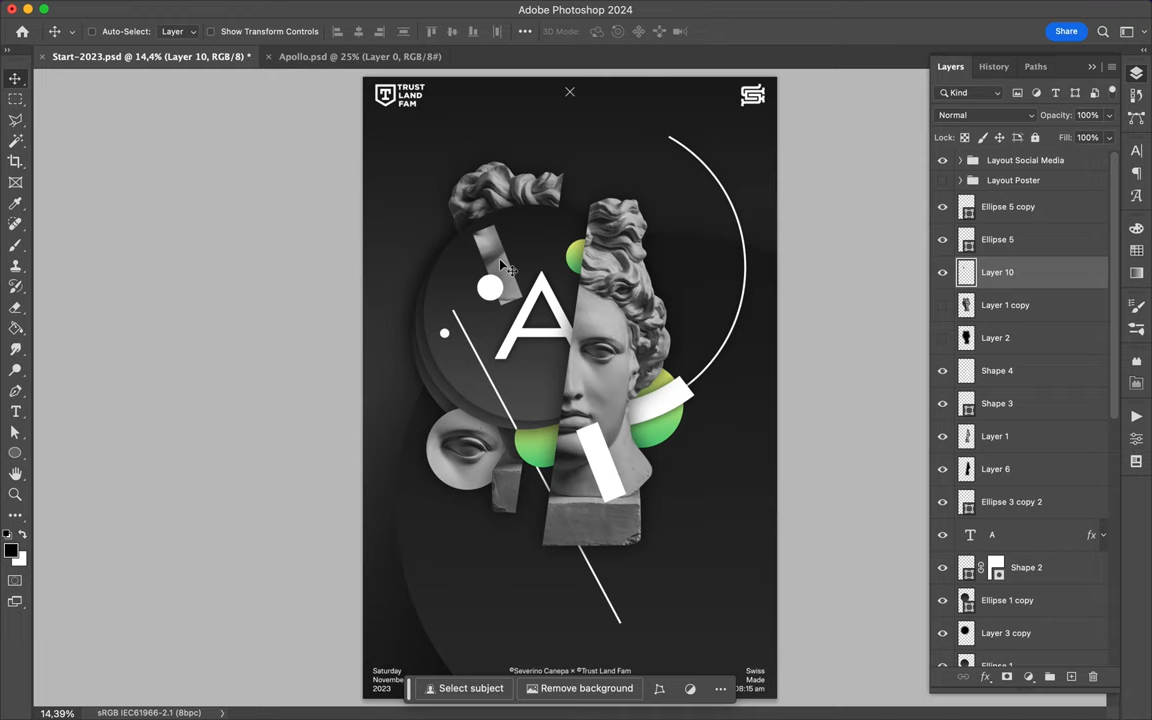 Adobe Photoshop 2024
Auto-Select: Layer Show Transform Controls 3D Mode: Share
Start-2023.psd @ 14,4% (Layer 10, RGB/8) * Apollo.psd @ 25% (Layer 0, RGB/8#)
Layers History Paths
Kind
Normal Opacity: 100%
Lock: Fill: 100%
Layout Social Media
Layout Poster
Ellipse 5 copy
Ellipse 5
Layer 10
Layer 1 copy
Layer 2
Shape 4
Shape 3
Layer 1
Layer 6
Ellipse 3 copy 2
T A fx
Shape 2
Ellipse 1 copy
Layer 3 copy
Ellipse 1
TRUST
LAND
FAM
A
Saturday ©Severino Canepa × ©Trust Land Fam Swiss
Made
2023 08:15 am
Select subject Remove background
14,39% sRGB IEC61966-2.1 (8bpc)